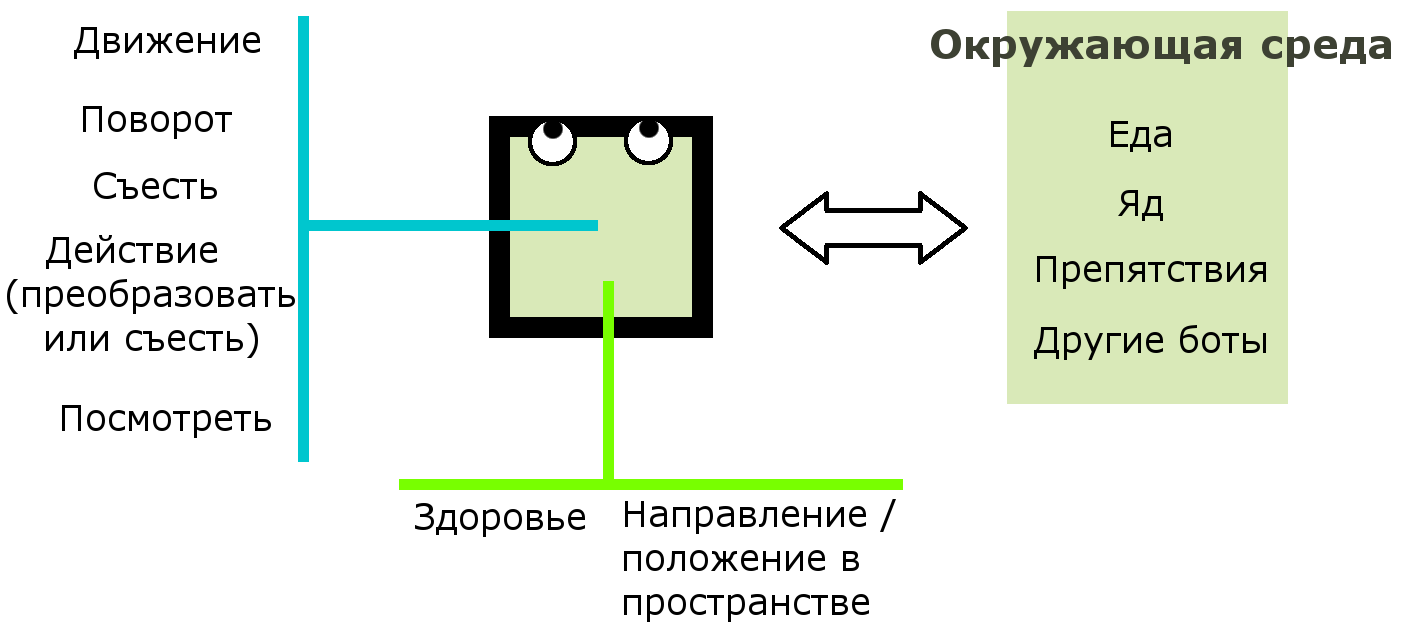 Движение
Поворот
Съесть
Действие
(преобразовать
или съесть)
Посмотреть
Здоровье
Направление /
положение в
пространстве
Окружающая среда
Еда
Яд
Препятствия
Другие боты